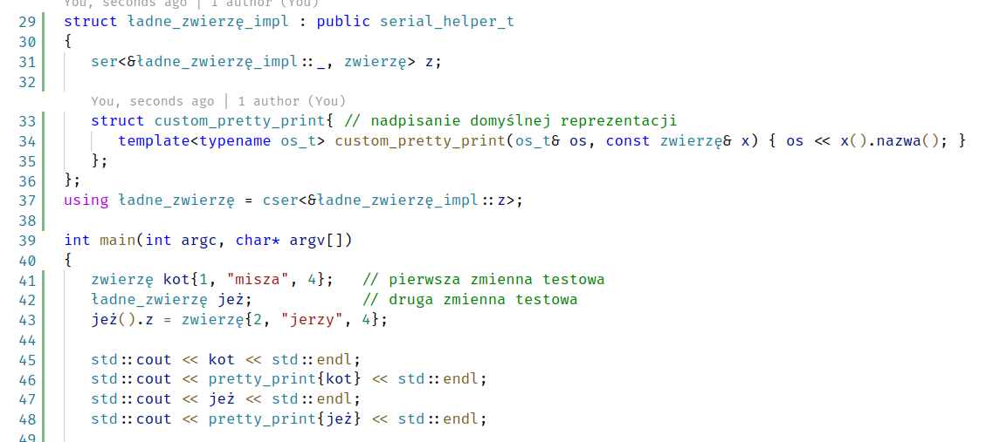 You, seconds ago | 1 author (You)
29 struct ładne_zwierzę_impl : public serial_helper_t
30 {
31 ser<&ładne_zwierzę_impl::_, zwierzę> z;
32
You, seconds ago | 1 author (You)
33 struct custom_pretty_print{ // nadpisanie domyślnej reprezentacji
34 template<typename os_t> custom_pretty_print(os_t& os, const zwierzę& x) { os << x().nazwa(); }
35 };
36 };
37 using ładne_zwierzę = cser<&ładne_zwierzę_impl::z>;
38
39 int main(int argc, char* argv[])
40 {
41 zwierzę kot{1, "misza", 4}; // pierwsza zmienna testowa
42 ładne_zwierzę jeż; // druga zmienna testowa
43 jeż().z = zwierzę{2, "jerzy", 4};
44
45 std::cout << kot << std::endl;
46 std::cout << pretty_print{kot} << std::endl;
47 std::cout << jeż << std::endl;
48 std::cout << pretty_print{jeż} << std::endl;
49